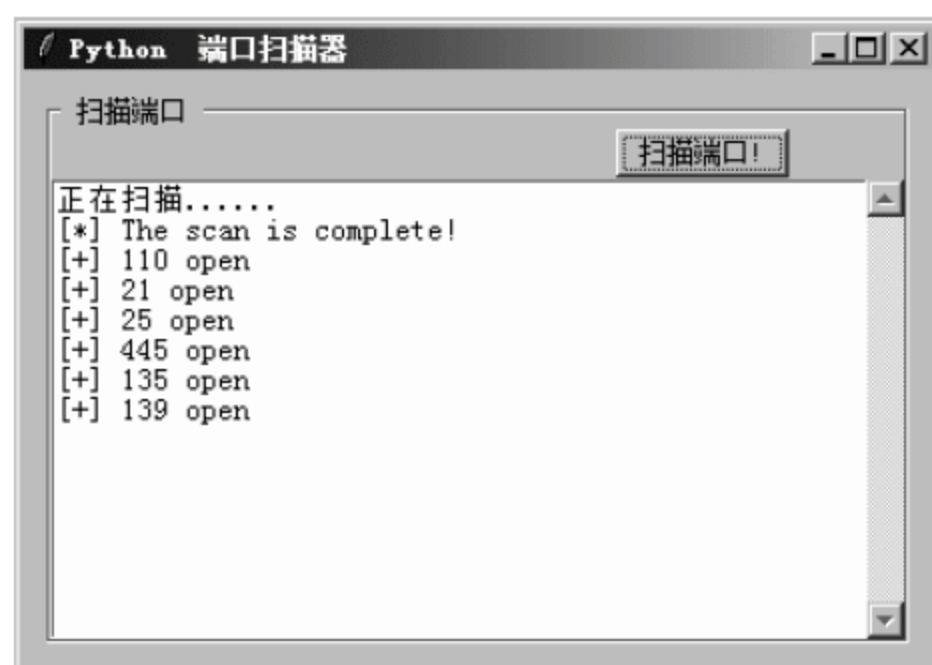 Python 端口扫描器
扫描端口
扫描端口!
正在扫描......
[*] The scan is complete!
[+] 110 open
[+] 21 open
[+] 25 open
[+] 445 open
[+] 135 open
[+] 139 open